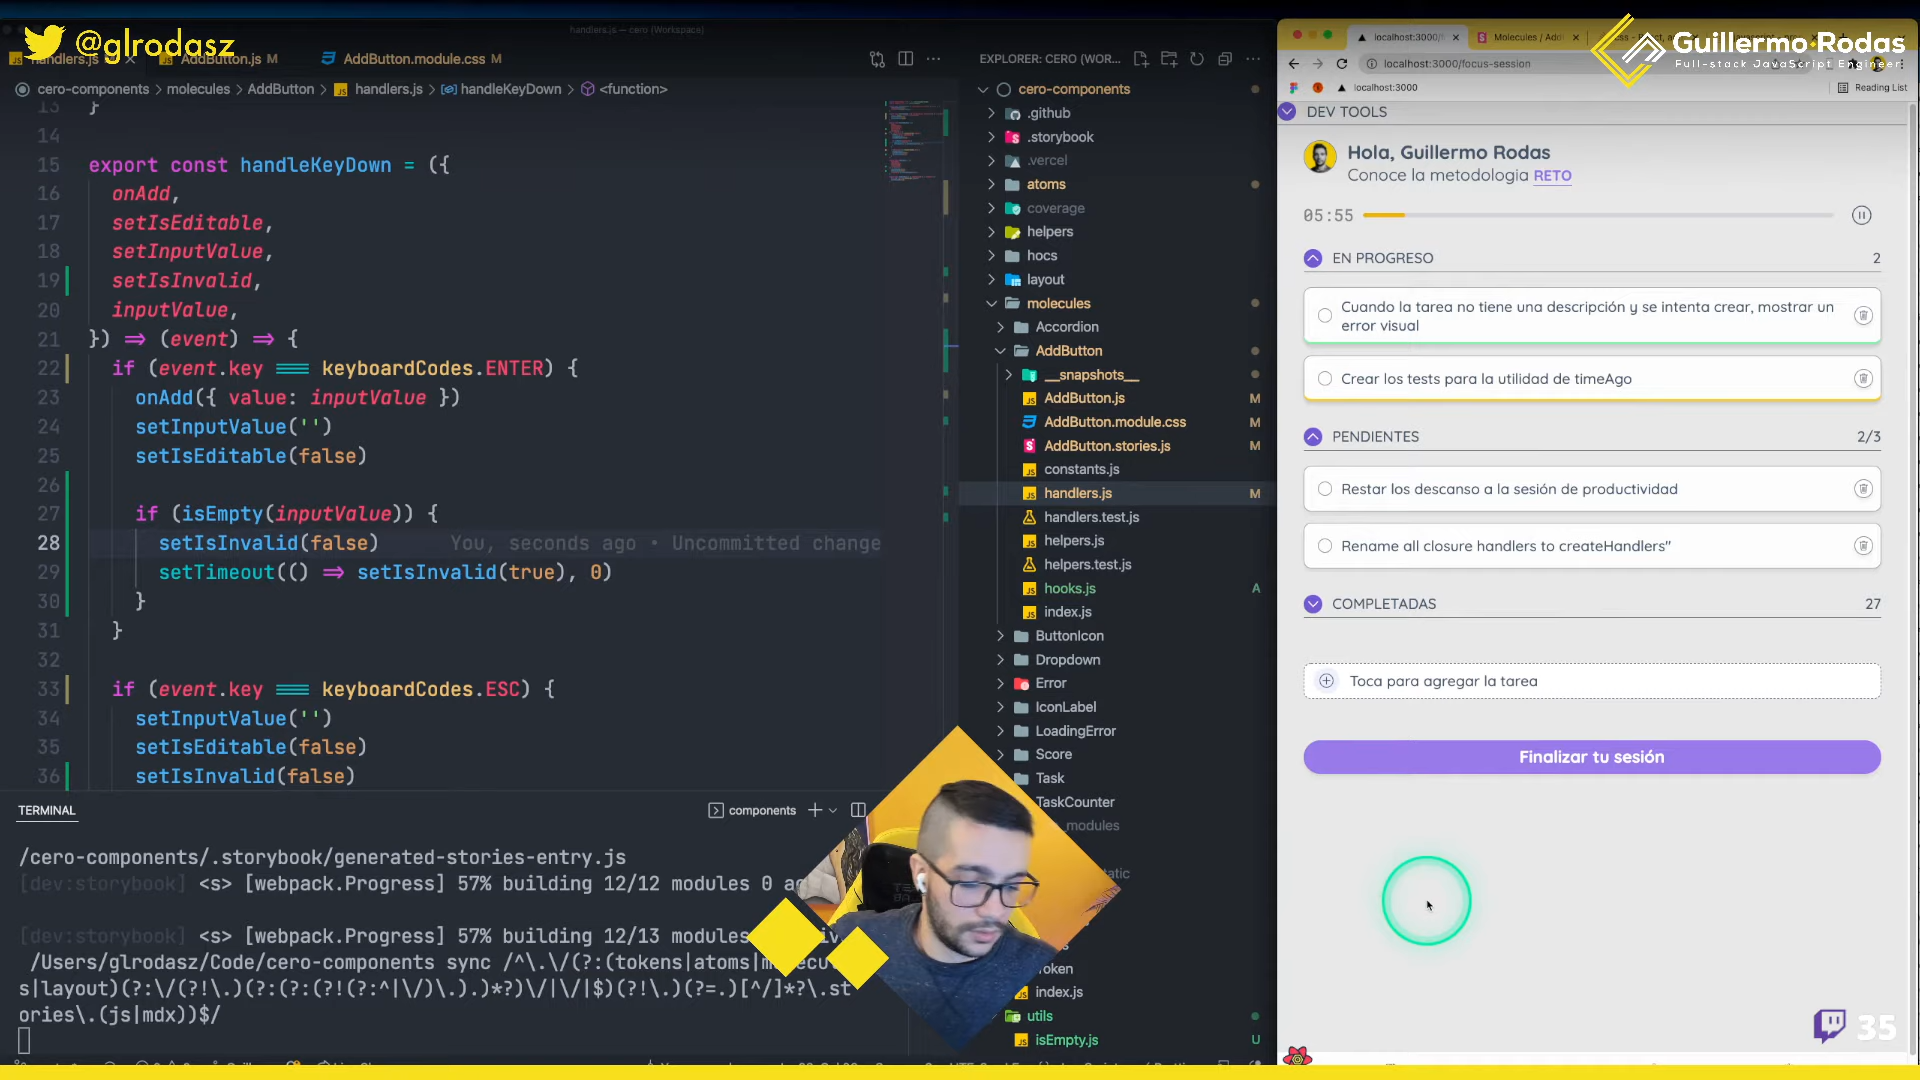 @glrodasz
handlers.js — cero (Workspace)
handlers.js
AddButton.js M
AddButton.module.css M
EXPLORER: CERO (WOR...
cero-components > molecules > AddButton > handlers.js > handleKeyDown > <function>
13 }
14
15 export const handleKeyDown = ({
16 onAdd,
17 setIsEditable,
18 setInputValue,
19 setIsInvalid,
20 inputValue,
21 }) => (event) => {
22 if (event.key === keyboardCodes.ENTER) {
23 onAdd({ value: inputValue })
24 setInputValue('')
25 setIsEditable(false)
26
27 if (isEmpty(inputValue)) {
28 setIsInvalid(false) You, seconds ago • Uncommitted change
29 setTimeout(() => setIsInvalid(true), 0)
30 }
31 }
32
33 if (event.key === keyboardCodes.ESC) {
34 setInputValue('')
35 setIsEditable(false)
36 setIsInvalid(false)
TERMINAL
components
/cero-components/.storybook/generated-stories-entry.js
[dev:storybook] <s> [webpack.Progress] 57% building 12/12 modules 0
[dev:storybook] <s> [webpack.Progress] 57% building 12/13 modules
/Users/glrodasz/Code/cero-components sync /^\.\/(?:(tokens|atoms|molecu
s|layout)(?:\/(?!\.)(?:(?:(?!(?:^|\/)\.).)*?)\/|\/|$)(?!\.)(?=.)[^/]*?\.st
ories\.(js|mdx))$/
cero-components
.github
.storybook
.vercel
atoms
coverage
helpers
hocs
layout
molecules
Accordion
AddButton
__snapshots__
AddButton.js M
AddButton.module.css M
AddButton.stories.js M
constants.js
handlers.js M
handlers.test.js
helpers.js
helpers.test.js
hooks.js A
index.js
ButtonIcon
Dropdown
Error
IconLabel
LoadingError
Score
Task
TaskCounter
index.js
utils
isEmpty.js U
Guillermo Rodas
Full-stack JavaScript Engineer
localhost:3000/
Molecules / Add
localhost:3000/focus-session
localhost:3000
Reading List
DEV TOOLS
Hola, Guillermo Rodas
Conoce la metodologia RETO
05:55
EN PROGRESO 2
Cuando la tarea no tiene una descripción y se intenta crear, mostrar un
error visual
Crear los tests para la utilidad de timeAgo
PENDIENTES 2/3
Restar los descanso a la sesión de productividad
Rename all closure handlers to createHandlers"
COMPLETADAS 27
Toca para agregar la tarea
Finalizar tu sesión
35